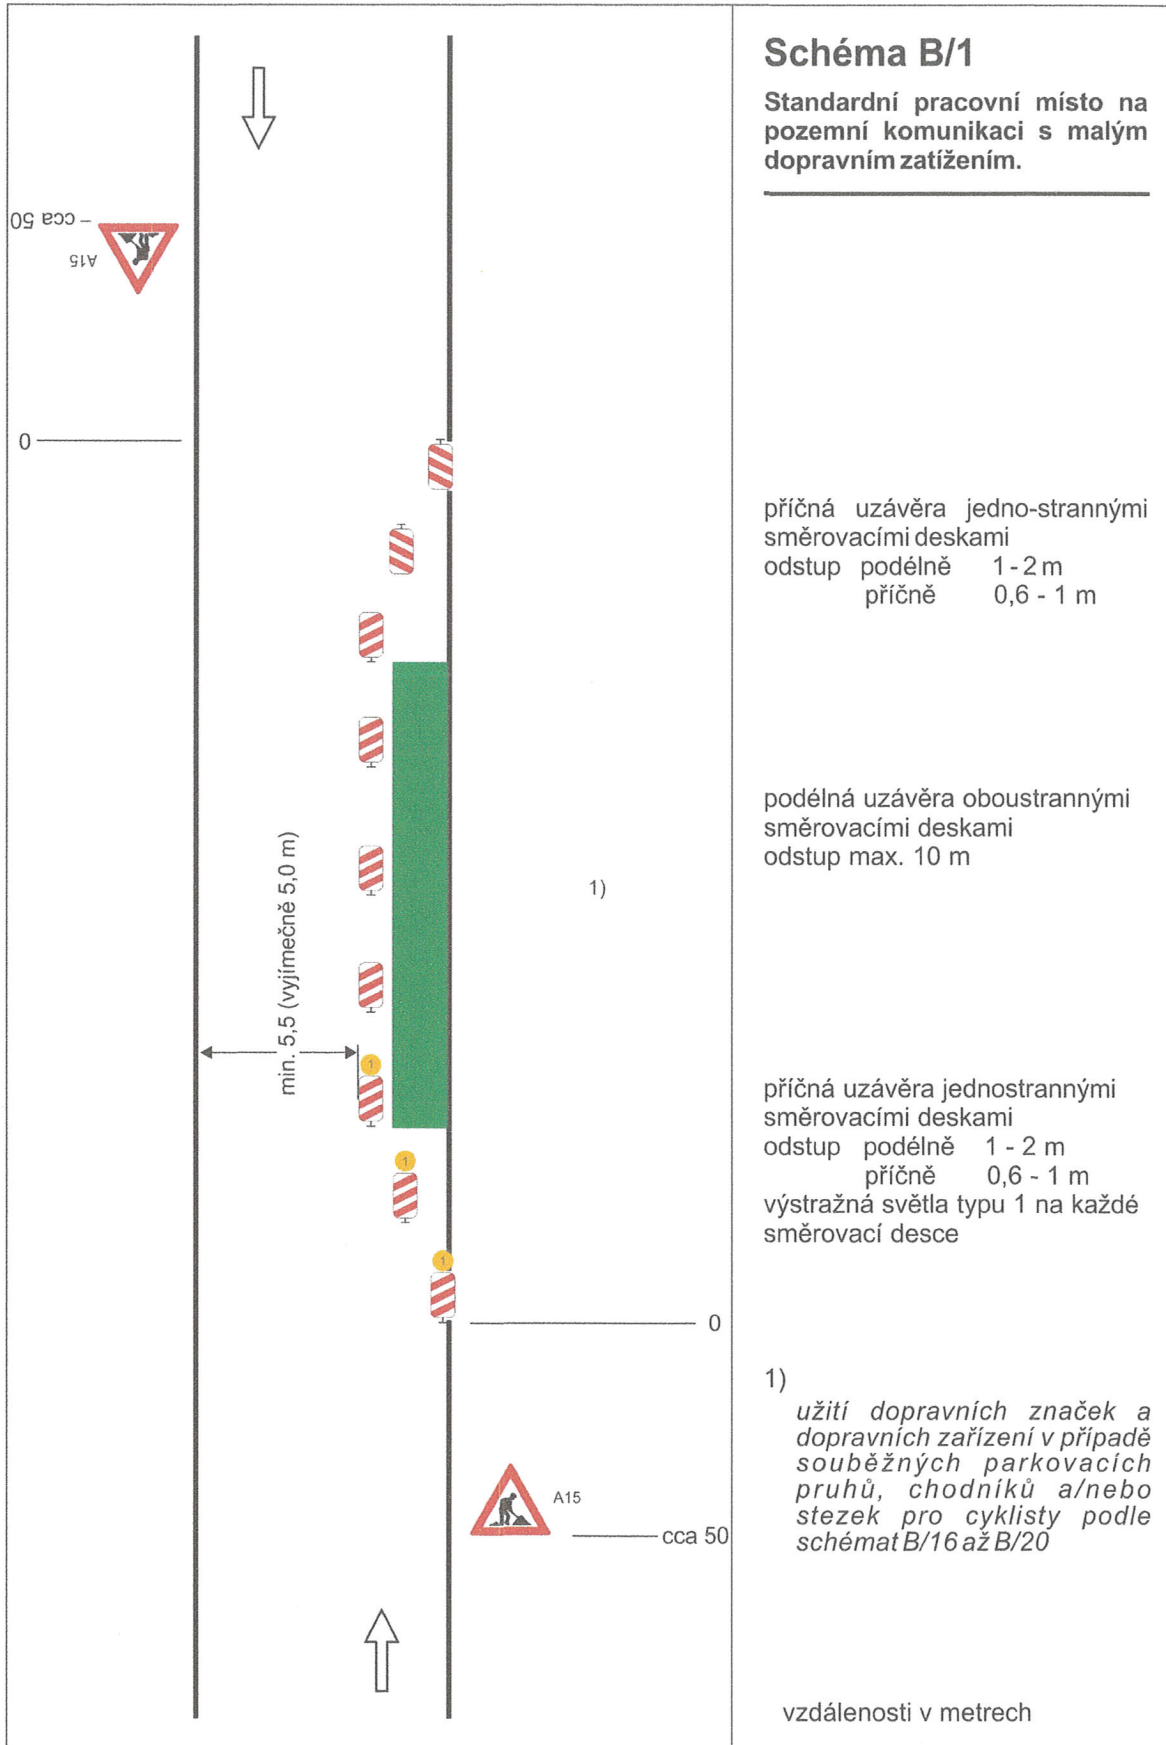 Schéma B/1
Standardní pracovní místo na
pozemní komunikaci s malým
dopravním zatížením.
– cca 50
A15
0
příčná uzávěra jedno-strannými
směrovacími deskami
odstup podélně 1 - 2 m
příčně 0,6 - 1 m
podélná uzávěra oboustrannými
směrovacími deskami
odstup max. 10 m
1)
min. 5,5 (vyjímečně 5,0 m)
1
příčná uzávěra jednostrannými
směrovacími deskami
odstup podélně 1 - 2 m
příčně 0,6 - 1 m
výstražná světla typu 1 na každé
směrovací desce
1
1
0
1)
užití dopravních značek a
dopravních zařízení v případě
souběžných parkovacích
pruhů, chodníků a/nebo
stezek pro cyklisty podle
schémat B/16 až B/20
A15
cca 50
vzdálenosti v metrech